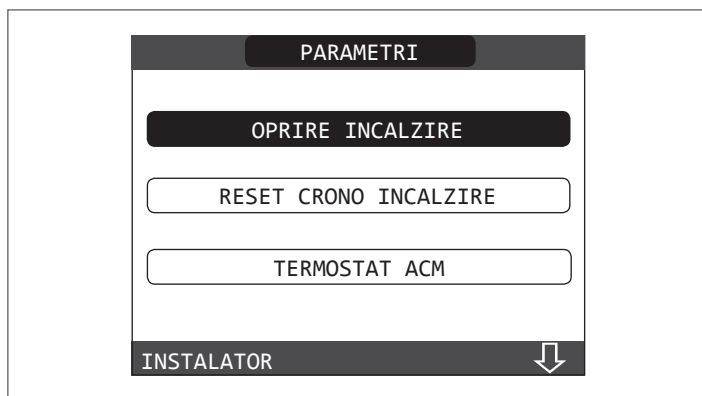 PARAMETRI
OPRIRE INCALZIRE
RESET CRONO INCALZIRE
TERMOSTAT ACM
INSTALATOR